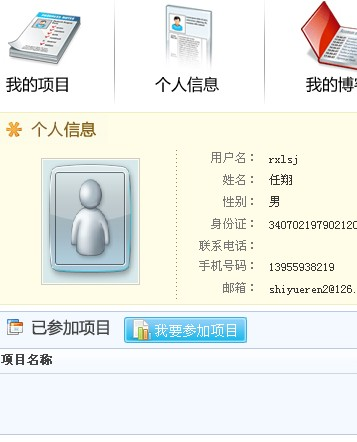 我的项目 个人信息 我的博
个人信息
用户名： rxlsj
姓名： 任翔
性别： 男
身份证： 34070219790212
联系电话：
手机号码： 13955938219
邮箱： shiyueren2@126.
已参加项目 我要参加项目
项目名称